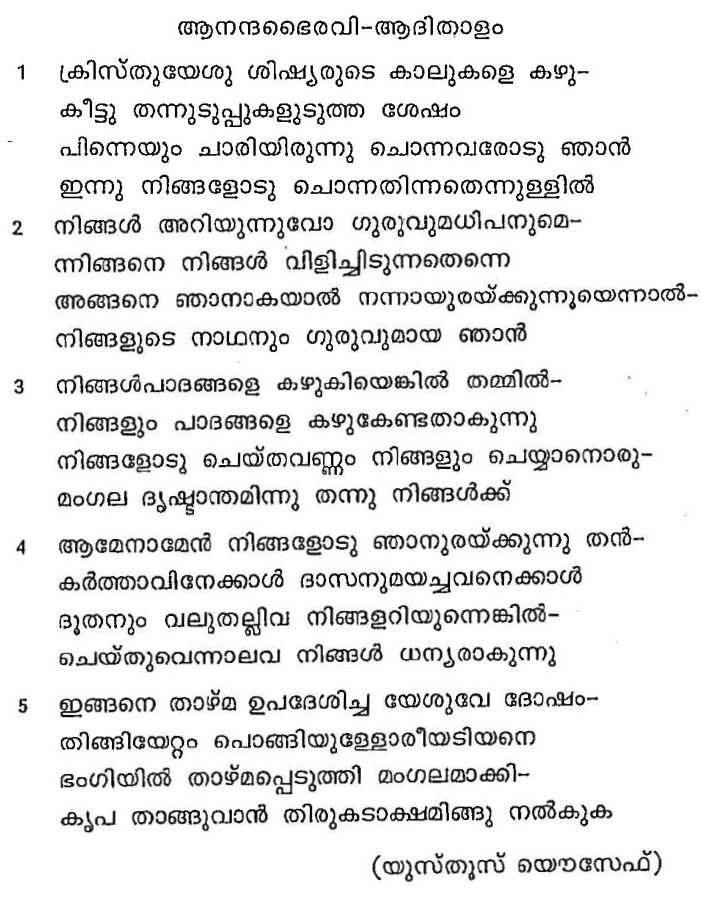 ആനന്ദഭൈരവി-ആദിതാളം
1 ക്രിസ്തുയേശു ശിഷ്യരുടെ കാലുകളെ കഴു-
കീട്ടു തന്നുടുപ്പുകളുടുത്ത ശേഷം
പിന്നെയും ചാരിയിരുന്നു ചൊന്നവരോടു ഞാൻ
ഇന്നു നിങ്ങളോടു ചൊന്നതിന്നതെന്നുള്ളിൽ
2 നിങ്ങൾ അറിയുന്നുവോ ഗുരുവുമധിപനുമെ-
ന്നിങ്ങനെ നിങ്ങൾ വിളിച്ചിടുന്നതെന്നെ
അങ്ങനെ ഞാനാകയാൽ നന്നായുരയ്ക്കുന്നൂയെന്നാൽ-
നിങ്ങളുടെ നാഥനും ഗുരുവുമായ ഞാൻ
3 നിങ്ങൾപാദങ്ങളെ കഴുകിയെങ്കിൽ തമ്മിൽ-
നിങ്ങളും പാദങ്ങളെ കഴുകേണ്ടതാകുന്നു
നിങ്ങളോടു ചെയ്തവണ്ണം നിങ്ങളും ചെയ്യാനൊരു-
മംഗല ദൃഷ്ടാന്തമിന്നു തന്നു നിങ്ങൾക്ക്
4 ആമേനാമേൻ നിങ്ങളോടു ഞാനുരയ്ക്കുന്നു തൻ-
കർത്താവിനേക്കാൾ ദാസനുമയച്ചവനെക്കാൾ
ദൂതനും വലുതല്ലിവ നിങ്ങളറിയുന്നെങ്കിൽ-
ചെയ്തുവെന്നാലവ നിങ്ങൾ ധന്യരാകുന്നു
5 ഇങ്ങനെ താഴ്മ ഉപദേശിച്ച യേശുവേ ദോഷം-
തിങ്ങിയേറ്റം പൊങ്ങിയുള്ളോരീയടിയനെ
ഭംഗിയിൽ താഴ്മപ്പെടുത്തി മംഗലമാക്കി-
കൃപ താങ്ങുവാൻ തിരുകടാക്ഷമിങ്ങു നൽകുക
(യുസ്തൂസ് യൌസേഫ്)